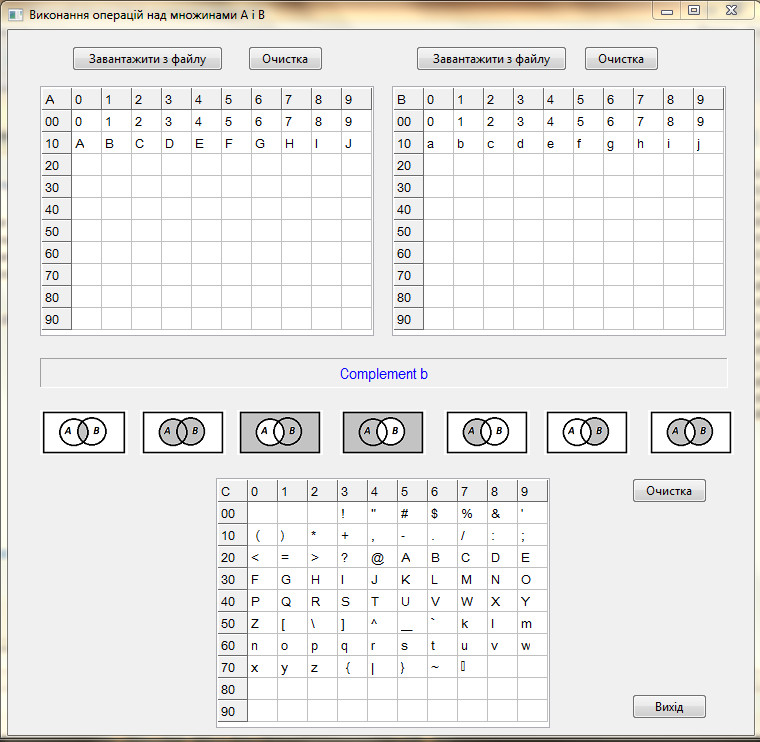 Виконання операцій над множинами A і B
Завантажити з файлу Очистка Завантажити з файлу Очистка
A 0 1 2 3 4 5 6 7 8 9
00 0 1 2 3 4 5 6 7 8 9
10 A B C D E F G H I J
20
30
40
50
60
70
80
90
B 0 1 2 3 4 5 6 7 8 9
00 0 1 2 3 4 5 6 7 8 9
10 a b c d e f g h i j
20
30
40
50
60
70
80
90
Complement b
A B A B A B A B A B A B A B
C 0 1 2 3 4 5 6 7 8 9
00 ! " # $ % & '
10 ( ) * + , - . / : ;
20 < = > ? @ A B C D E
30 F G H I J K L M N O
40 P Q R S T U V W X Y
50 Z [ \ ] ^ _ ` k l m
60 n o p q r s t u v w
70 x y z { | } ~
80
90
Очистка
Вихід